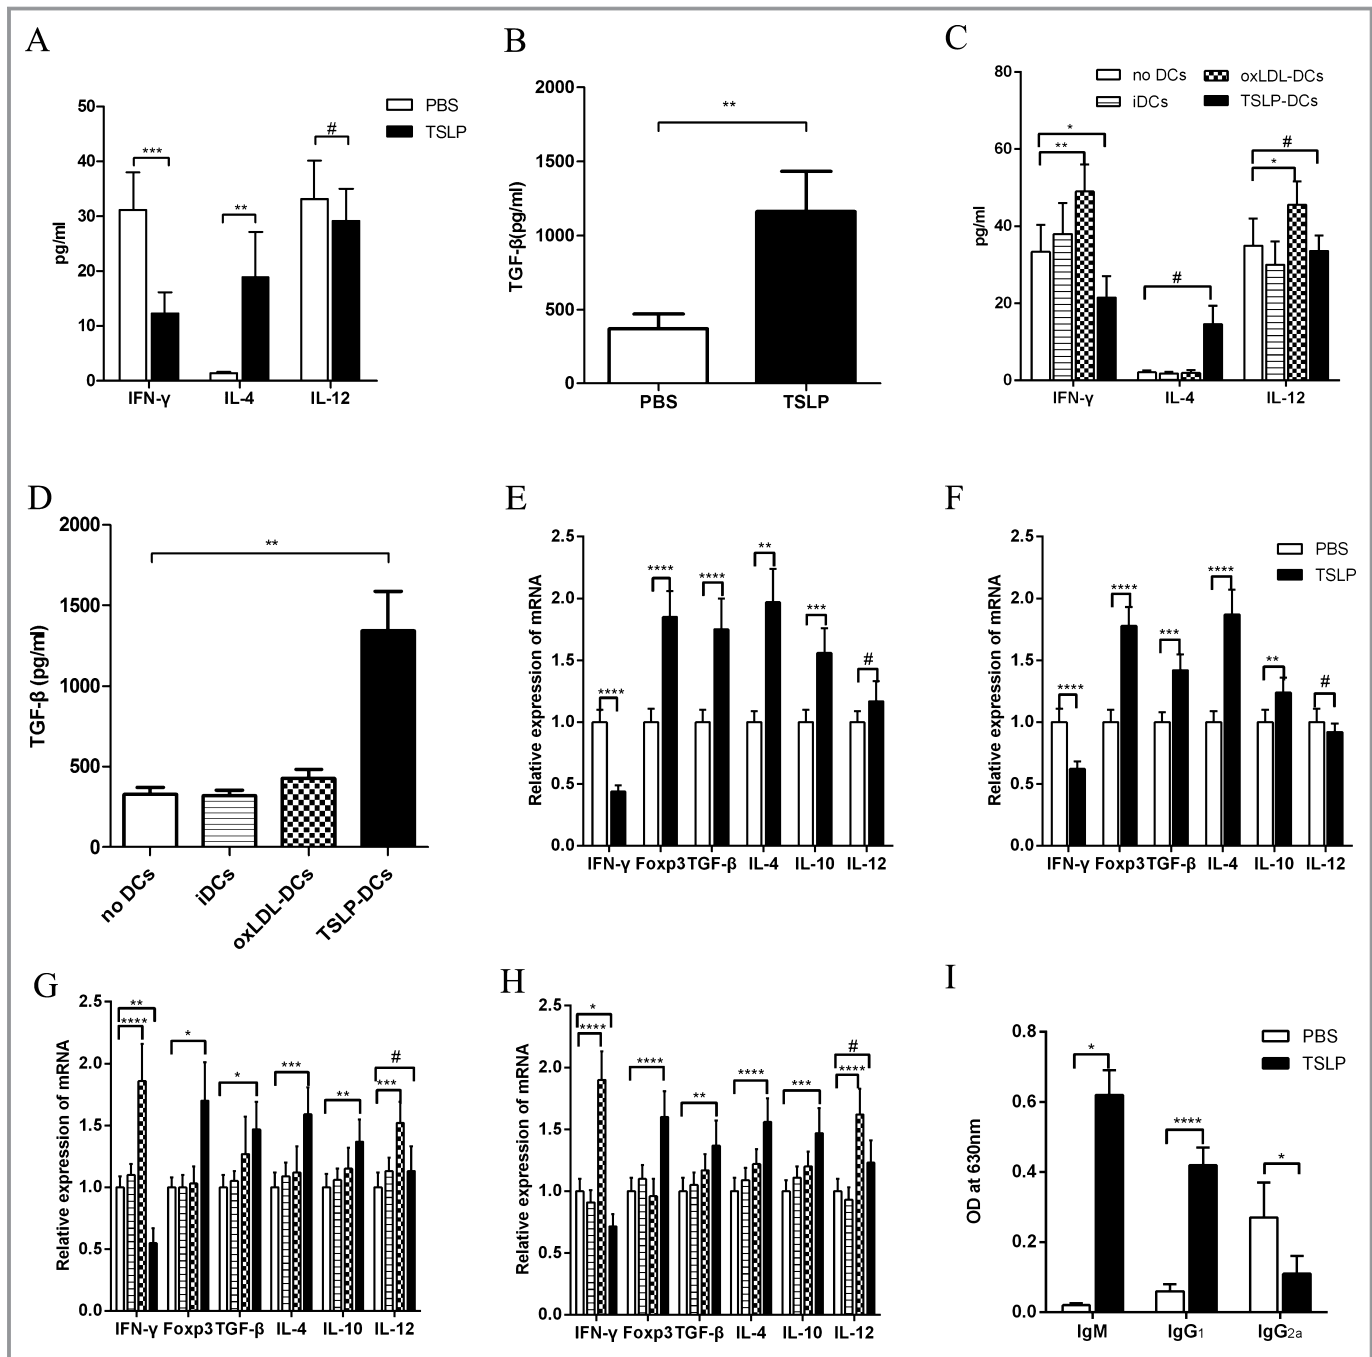 A
50
40
30
20
10
0
pg/ml
***
**
#
PBS
TSLP
IFN-γ
IL-4
IL-12
B
2000
1500
1000
500
0
TGF-β(pg/ml)
**
PBS
TSLP
C
80
60
40
20
0
pg/ml
no DCs
oxLDL-DCs
iDCs
TSLP-DCs
*
**
#
#
*
IFN-γ
IL-4
IL-12
D
2000
1500
1000
500
0
TGF-β (pg/ml)
**
no DCs
iDCs
oxLDL-DCs
TSLP-DCs
E
2.5
2.0
1.5
1.0
0.5
0.0
Relative expression of mRNA
****
****
****
**
***
#
IFN-γ Foxp3 TGF-β IL-4 IL-10 IL-12
F
2.5
2.0
1.5
1.0
0.5
0.0
Relative expression of mRNA
PBS
TSLP
****
****
***
****
**
#
IFN-γ Foxp3 TGF-β IL-4 IL-10 IL-12
G
2.5
2.0
1.5
1.0
0.5
0.0
Relative expression of mRNA
**
****
*
*
***
**
#
***
IFN-γ Foxp3 TGF-β IL-4 IL-10 IL-12
H
2.5
2.0
1.5
1.0
0.5
0.0
Relative expression of mRNA
*
****
****
**
****
***
#
****
IFN-γ Foxp3 TGF-β IL-4 IL-10 IL-12
I
0.8
0.6
0.4
0.2
0.0
OD at 630nm
PBS
TSLP
*
****
*
IgM
IgG1
IgG2a